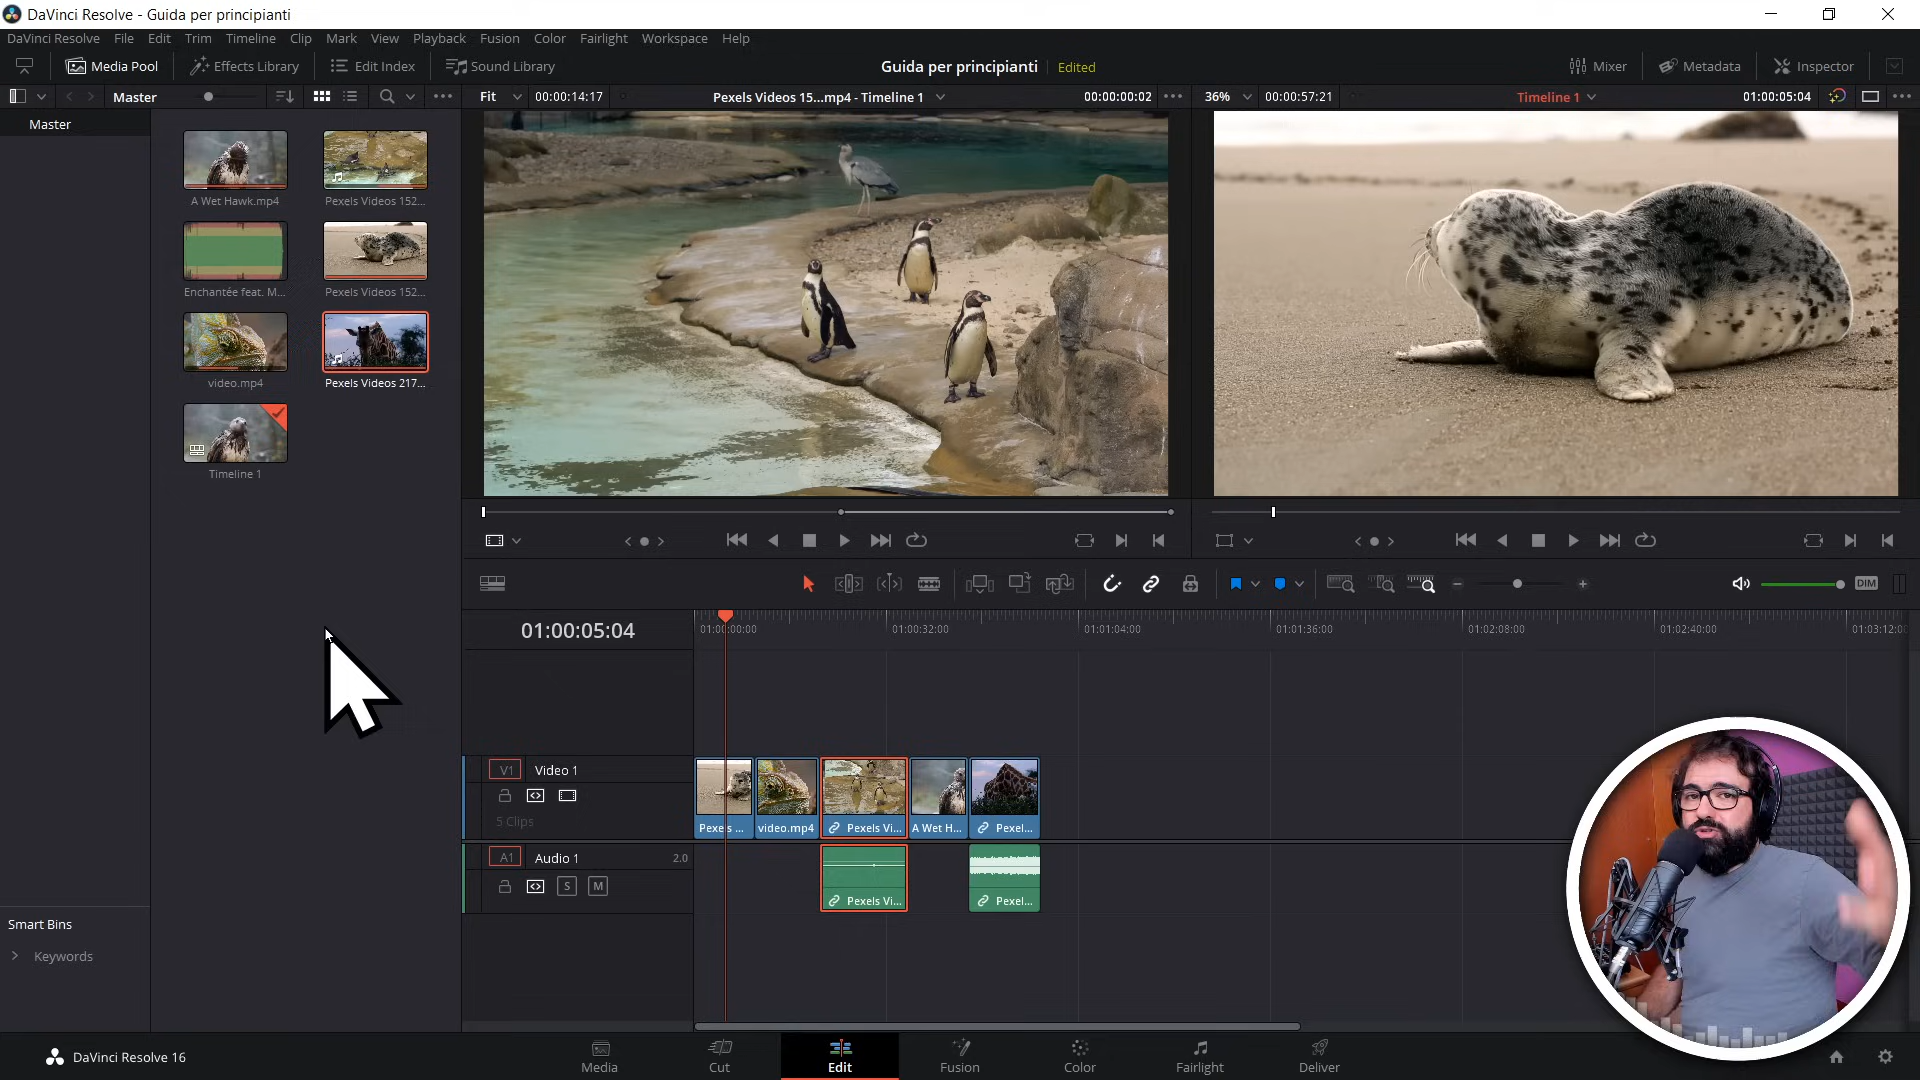 DaVinci Resolve - Guida per principianti
DaVinci Resolve File Edit Trim Timeline Clip Mark View Playback Fusion Color Fairlight Workspace Help
Media Pool Effects Library Edit Index Sound Library Guida per principianti Edited Mixer Metadata Inspector
Master Fit 00:00:14:17 Pexels Videos 15...mp4 - Timeline 1 00:00:00:02 36% 00:00:57:21 Timeline 1 01:00:05:04
Master
A Wet Hawk.mp4 Pexels Videos 152...
Enchantée feat. M... Pexels Videos 152...
video.mp4 Pexels Videos 217...
Timeline 1
DIM
01:00:05:04 01:00:00:00 01:00:32:00 01:01:04:00 01:01:36:00 01:02:08:00 01:02:40:00 01:03:12:0
V1 Video 1
5 Clips
Pexels ... video.mp4 Pexels Vi... A Wet H... Pexel...
A1 Audio 1 2.0
S M
Pexels Vi... Pexel...
Smart Bins
Keywords
DaVinci Resolve 16
Media Cut Edit Fusion Color Fairlight Deliver